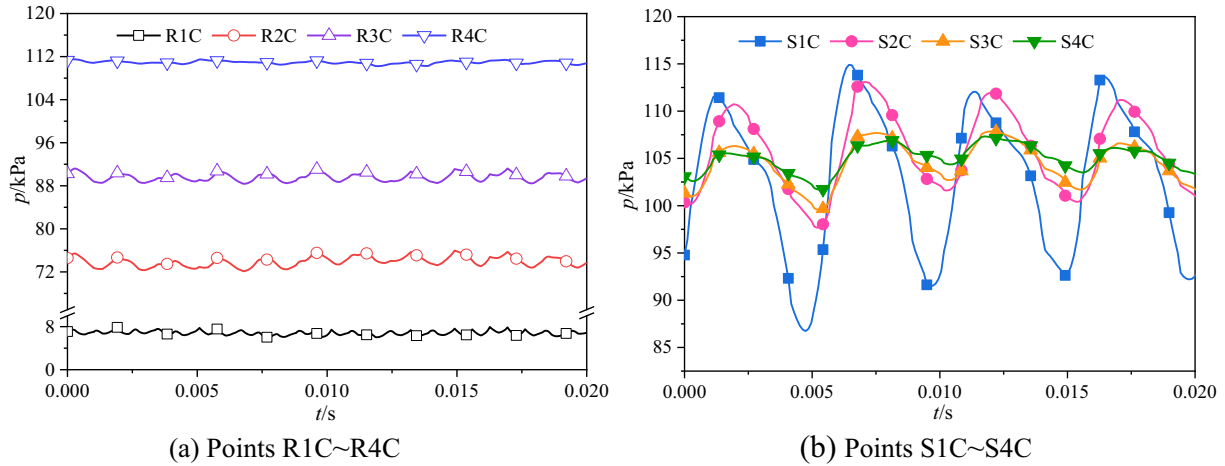 R1C R2C R3C R4C
p/kPa
120
112
104
96
88
80
72
8
0
0.000 0.005 0.010 0.015 0.020
t/s
(a) Points R1C~R4C
S1C S2C S3C S4C
p/kPa
120
115
110
105
100
95
90
85
0.000 0.005 0.010 0.015 0.020
t/s
(b) Points S1C~S4C